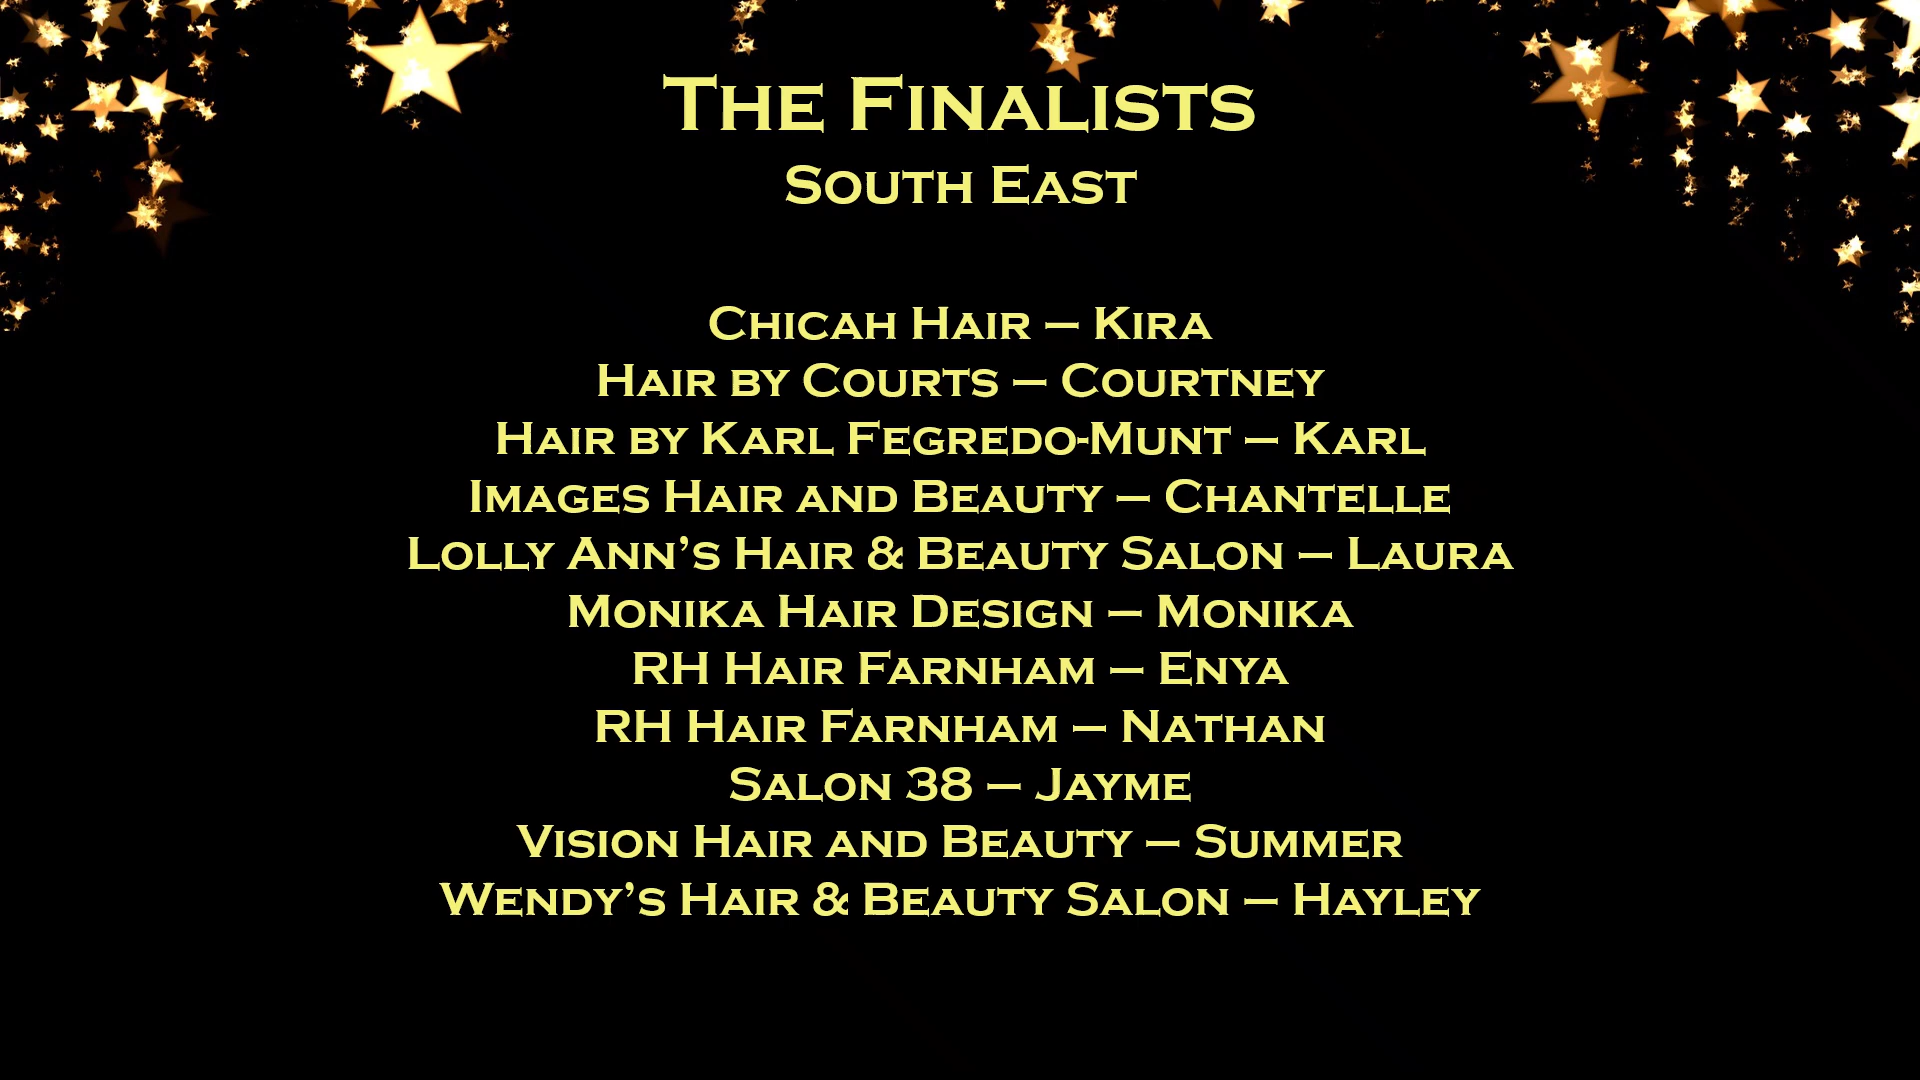 The Finalists
South East
Chicah Hair – Kira
Hair by Courts – Courtney
Hair by Karl Fegredo-Munt – Karl
Images Hair and Beauty – Chantelle
Lolly Ann’s Hair & Beauty Salon – Laura
Monika Hair Design – Monika
RH Hair Farnham – Enya
RH Hair Farnham – Nathan
Salon 38 – Jayme
Vision Hair and Beauty – Summer
Wendy’s Hair & Beauty Salon – Hayley